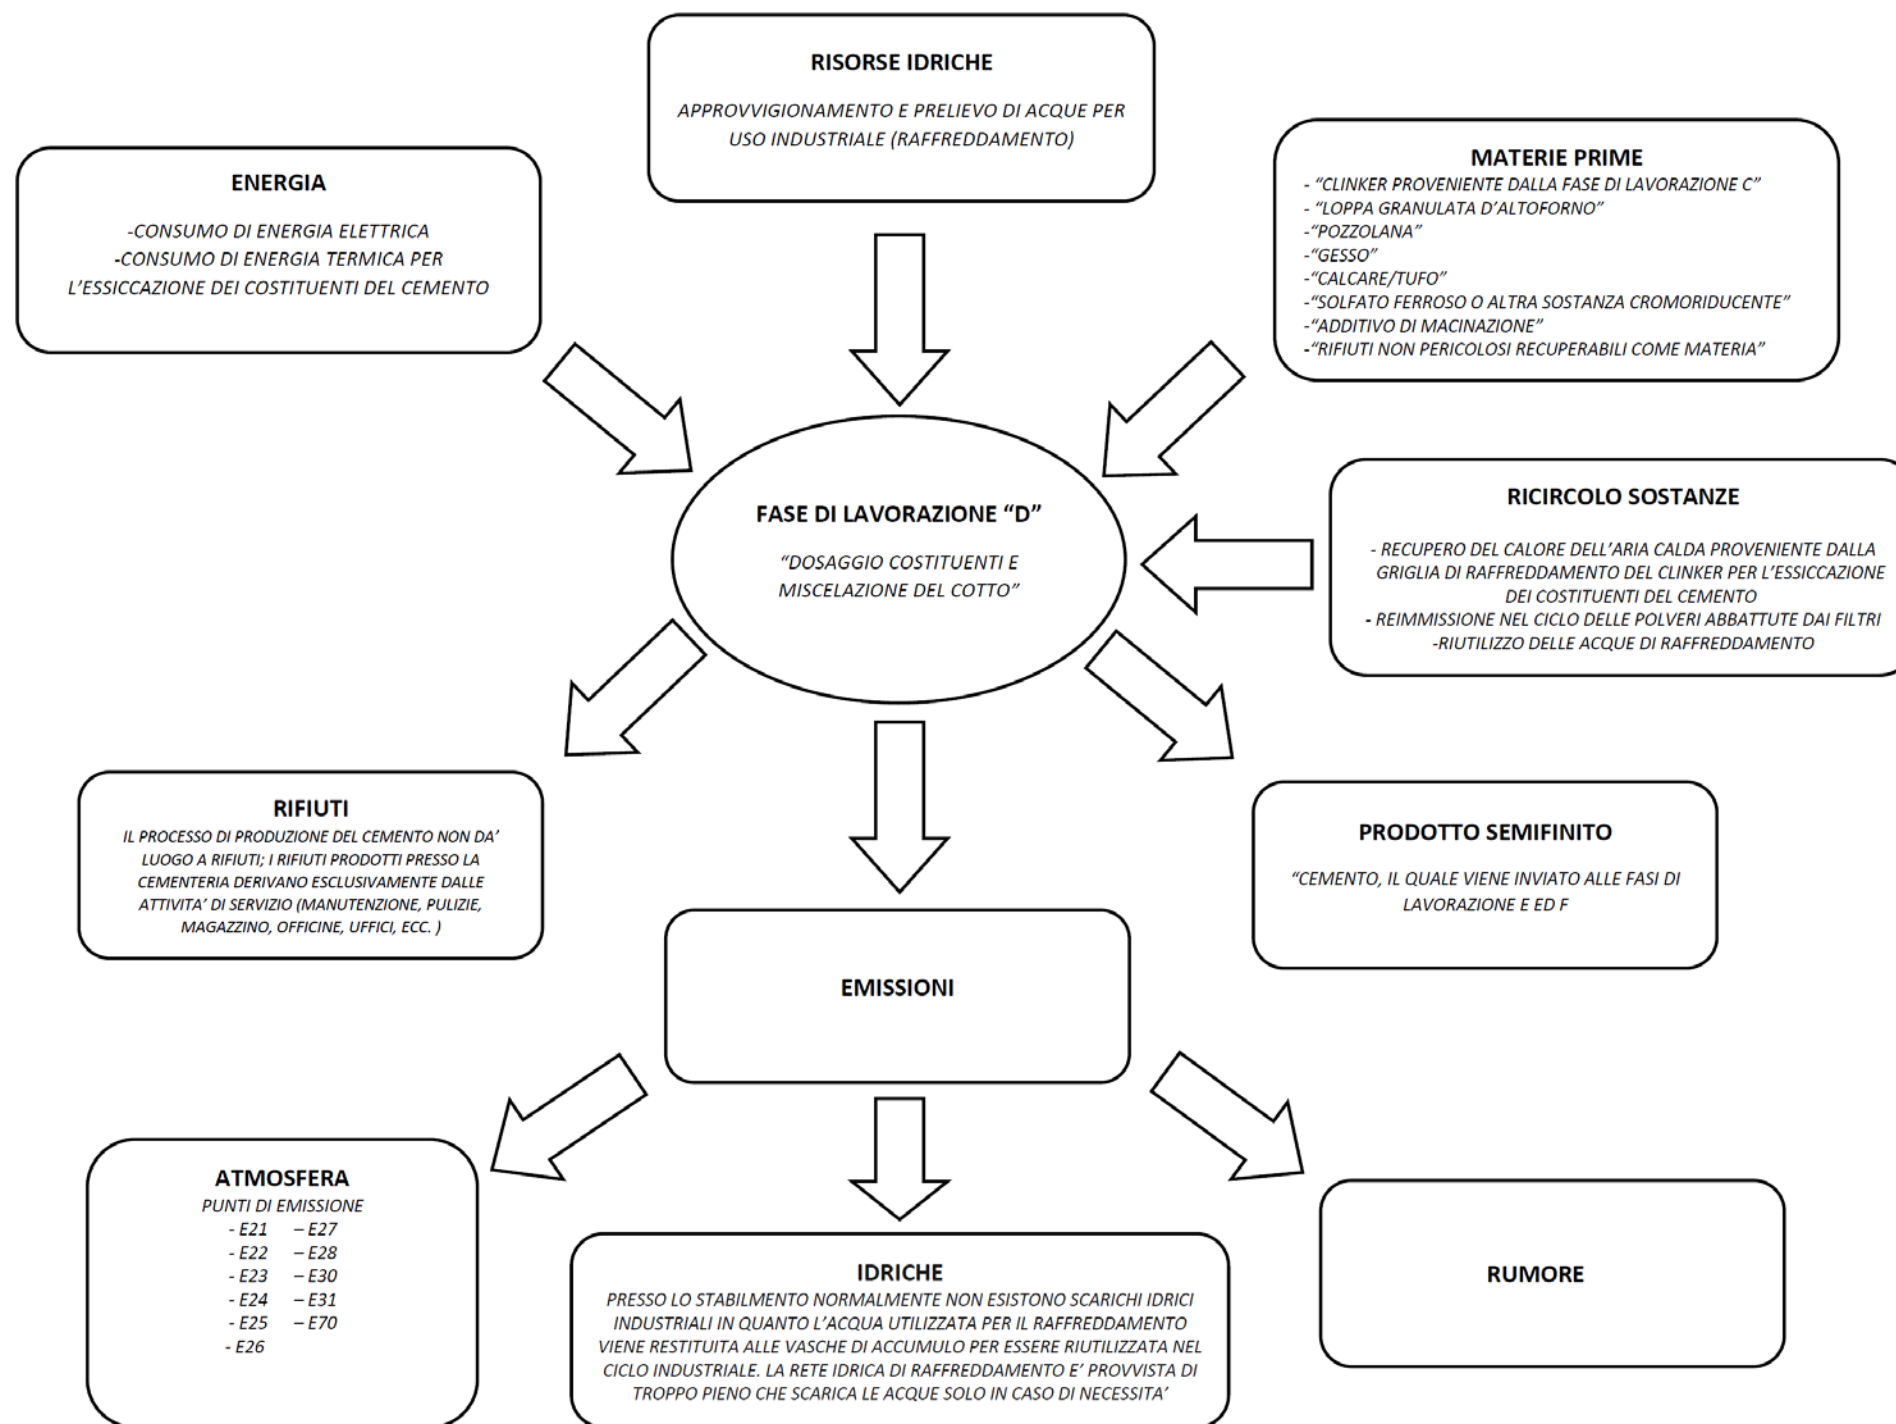 RISORSE IDRICHE
APPROVVIGIONAMENTO E PRELIEVO DI ACQUE PER
USO INDUSTRIALE (RAFFREDDAMENTO)
ENERGIA
-CONSUMO DI ENERGIA ELETTRICA
-CONSUMO DI ENERGIA TERMICA PER
L'ESSICCAZIONE DEI COSTITUENTI DEL CEMENTO
MATERIE PRIME
- “CLINKER PROVENIENTE DALLA FASE DI LAVORAZIONE C”
- “LOPPA GRANULATA D'ALTOFORNO”
-“POZZOLANA”
-“GESSO”
-“CALCARE/TUFO”
-“SOLFATO FERROSO O ALTRA SOSTANZA CROMORIDUCENTE”
-“ADDITIVO DI MACINAZIONE”
-“RIFIUTI NON PERICOLOSI RECUPERABILI COME MATERIA”
FASE DI LAVORAZIONE “D”
“DOSAGGIO COSTITUENTI E
MISCELAZIONE DEL COTTO”
RICIRCOLO SOSTANZE
- RECUPERO DEL CALORE DELL'ARIA CALDA PROVENIENTE DALLA
GRIGLIA DI RAFFREDDAMENTO DEL CLINKER PER L'ESSICCAZIONE
DEI COSTITUENTI DEL CEMENTO
- REIMMISSIONE NEL CICLO DELLE POLVERI ABBATTUTE DAI FILTRI
-RIUTILIZZO DELLE ACQUE DI RAFFREDDAMENTO
RIFIUTI
IL PROCESSO DI PRODUZIONE DEL CEMENTO NON DA'
LUOGO A RIFIUTI; I RIFIUTI PRODOTTI PRESSO LA
CEMENTERIA DERIVANO ESCLUSIVAMENTE DALLE
ATTIVITA' DI SERVIZIO (MANUTENZIONE, PULIZIE,
MAGAZZINO, OFFICINE, UFFICI, ECC. )
PRODOTTO SEMIFINITO
“CEMENTO, IL QUALE VIENE INVIATO ALLE FASI DI
LAVORAZIONE E ED F
EMISSIONI
ATMOSFERA
PUNTI DI EMISSIONE
- E21 – E27
- E22 – E28
- E23 – E30
- E24 – E31
- E25 – E70
- E26
IDRICHE
PRESSO LO STABILMENTO NORMALMENTE NON ESISTONO SCARICHI IDRICI
INDUSTRIALI IN QUANTO L'ACQUA UTILIZZATA PER IL RAFFREDDAMENTO
VIENE RESTITUITA ALLE VASCHE DI ACCUMULO PER ESSERE RIUTILIZZATA NEL
CICLO INDUSTRIALE. LA RETE IDRICA DI RAFFREDDAMENTO E' PROVVISTA DI
TROPPO PIENO CHE SCARICA LE ACQUE SOLO IN CASO DI NECESSITA'
RUMORE